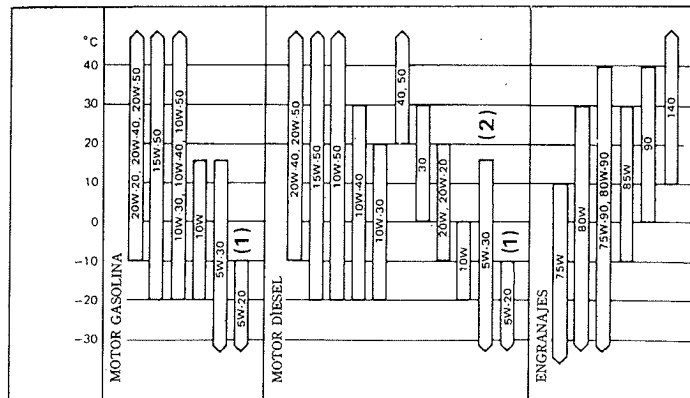 °C
40
30
20
10
0
-10
-20
-30
MOTOR GASOLINA
20W-20, 20W-40, 20W-50
15W-50
10W-30, 10W-40, 10W-50
10W
5W-30
5W-20
(1)
MOTOR DIESEL
20W-40, 20W-50
15W-50
10W-50
10W-40
10W-30
40, 50
30
20W, 20W-20
10W
5W-30
(2)
5W-20
(1)
ENGRANAJES
75W
80W
75W-90, 80W-90
85W
90
140